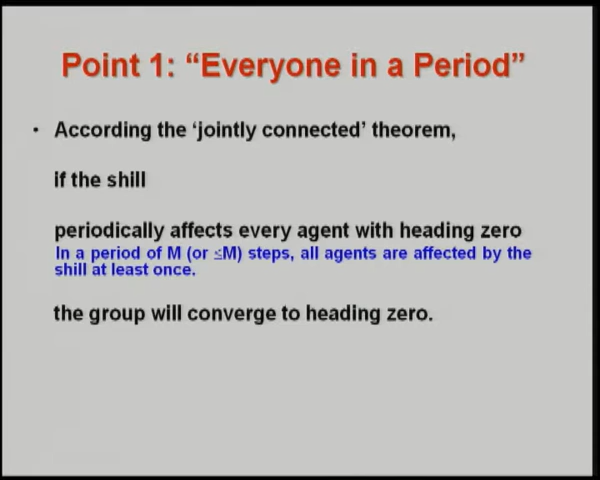 Point 1: “Everyone in a Period”
• According the ‘jointly connected’ theorem,
if the shill
periodically affects every agent with heading zero
In a period of M (or ≤M) steps, all agents are affected by the
shill at least once.
the group will converge to heading zero.